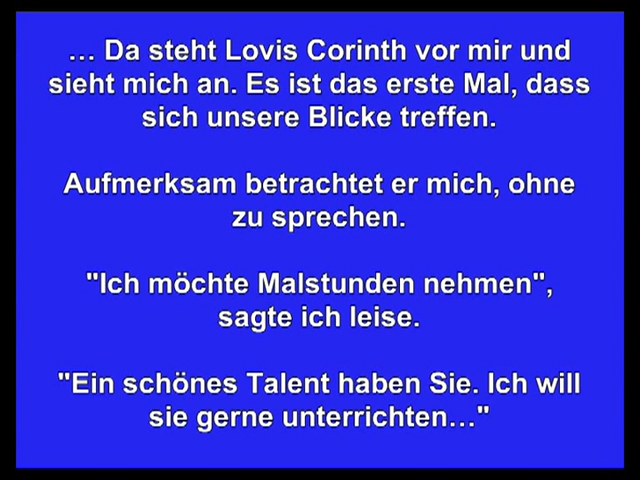 ... Da steht Lovis Corinth vor mir und
sieht mich an. Es ist das erste Mal, dass
sich unsere Blicke treffen.
Aufmerksam betrachtet er mich, ohne
zu sprechen.
"Ich möchte Malstunden nehmen",
sagte ich leise.
"Ein schönes Talent haben Sie. Ich will
sie gerne unterrichten..."